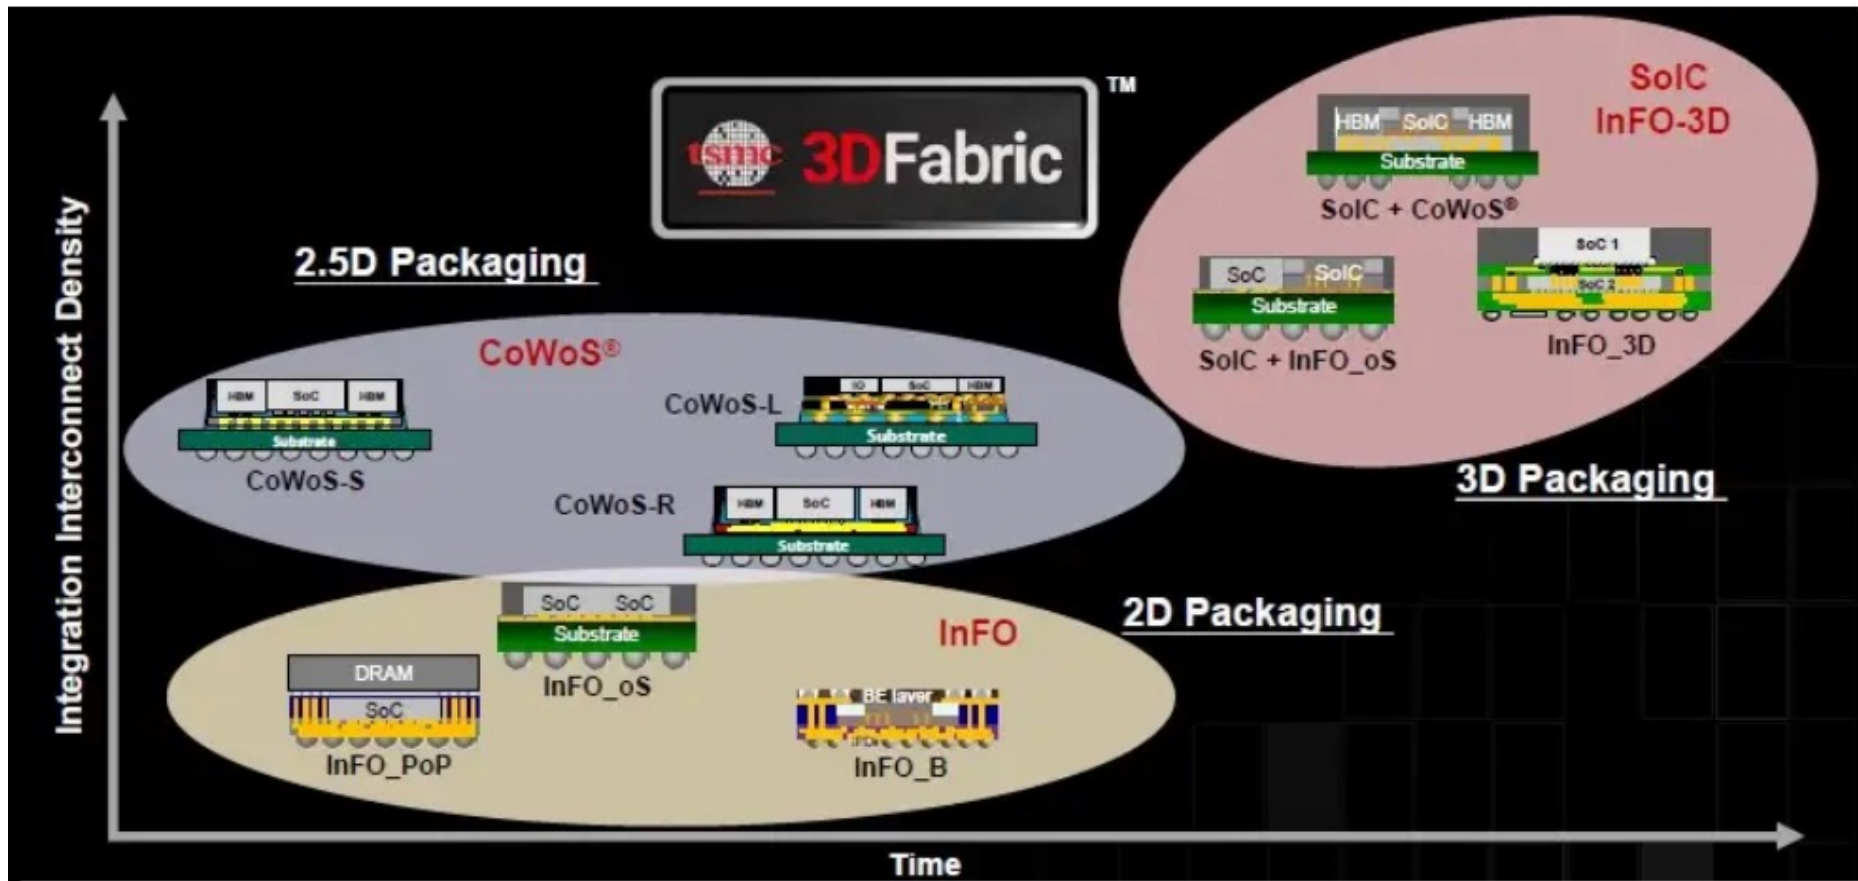 TM
tsmc 3DFabric
SoIC
InFO-3D
HBM SoIC HBM
Substrate
SoIC + CoWoS®
SoC 1
SoC 2
InFO_3D
SoC SoIC
Substrate
SoIC + InFO_oS
3D Packaging
2.5D Packaging
CoWoS®
HBM SoC HBM
Substrate
CoWoS-S
CoWoS-L
IO SoC HBM
Substrate
CoWoS-R
HBM SoC HBM
Substrate
2D Packaging
InFO
SoC SoC
Substrate
InFO_oS
DRAM
SoC
InFO_PoP
BE layer
InFO_B
Integration Interconnect Density
Time